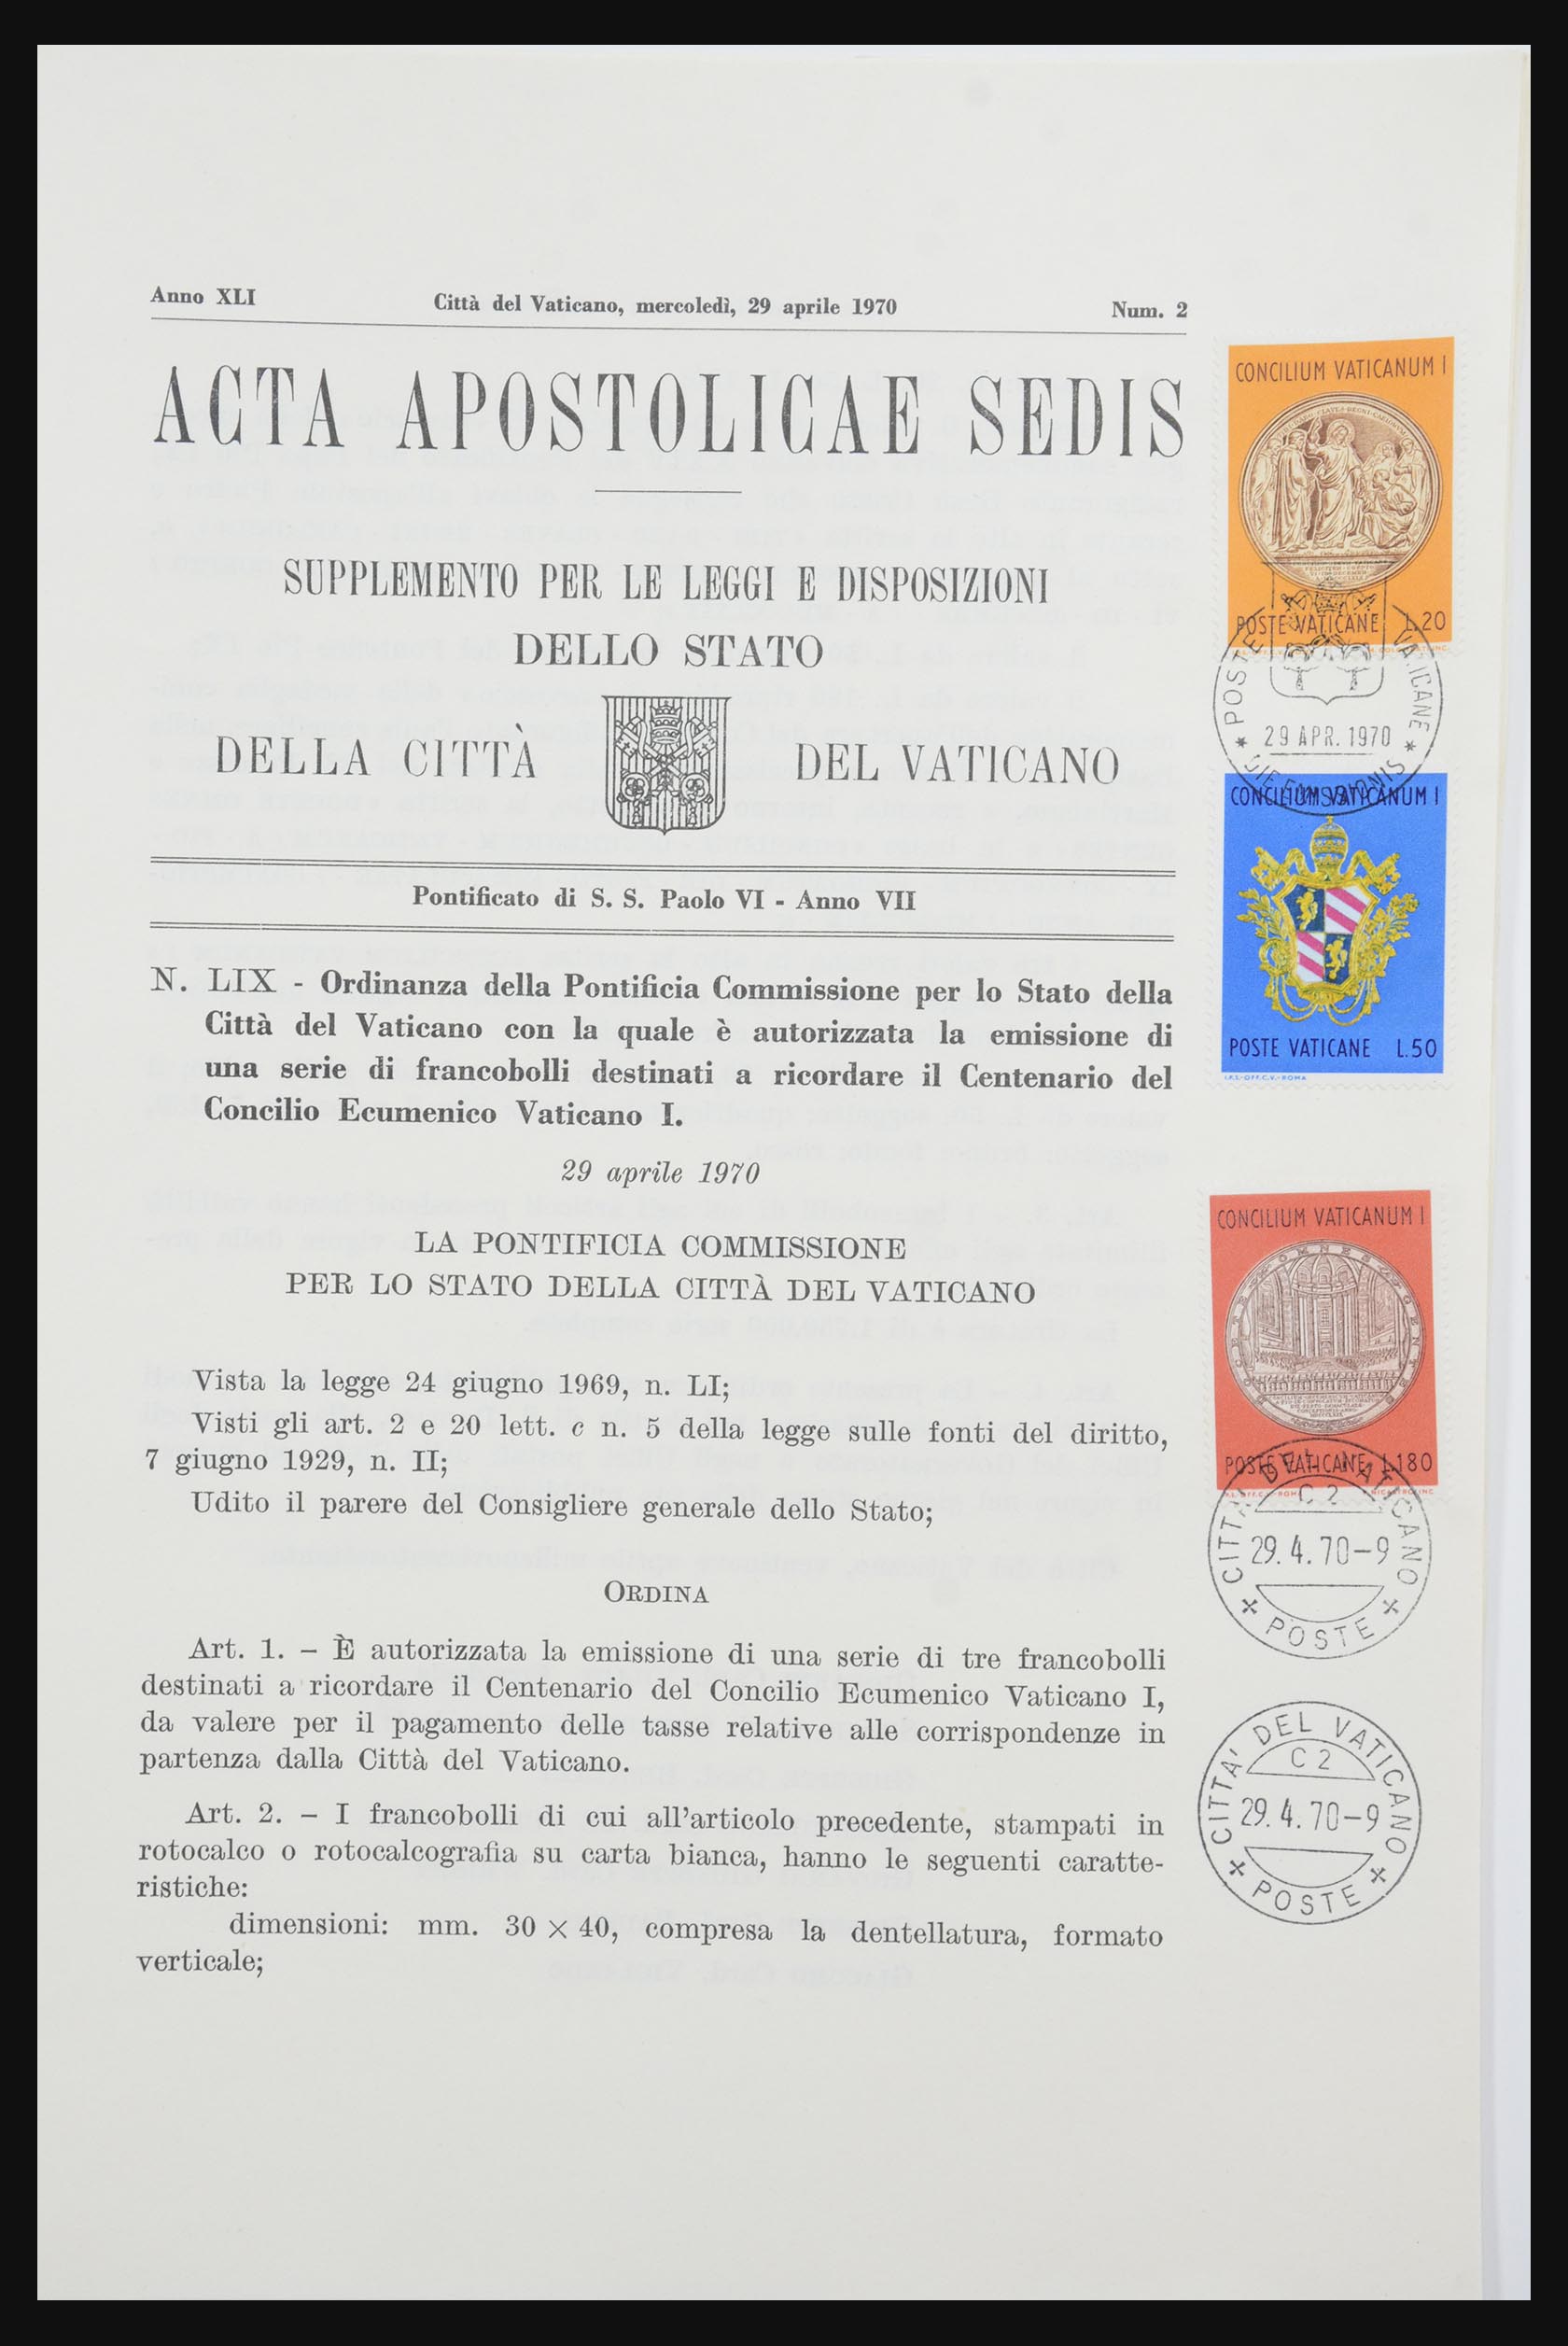 Anno XLI Città del Vaticano, mercoledì, 29 aprile 1970 Num. 2
ACTA APOSTOLICAE SEDIS
SUPPLEMENTO PER LE LEGGI E DISPOSIZIONI
DELLO STATO
DELLA CITTÀ DEL VATICANO
Pontificato di S. S. Paolo VI - Anno VII
N. LIX - Ordinanza della Pontificia Commissione per lo Stato della
Città del Vaticano con la quale è autorizzata la emissione di
una serie di francobolli destinati a ricordare il Centenario del
Concilio Ecumenico Vaticano I.
29 aprile 1970
LA PONTIFICIA COMMISSIONE
PER LO STATO DELLA CITTÀ DEL VATICANO
Vista la legge 24 giugno 1969, n. LI;
Visti gli art. 2 e 20 lett. c n. 5 della legge sulle fonti del diritto,
7 giugno 1929, n. II;
Udito il parere del Consigliere generale dello Stato;
ORDINA
Art. 1. – È autorizzata la emissione di una serie di tre francobolli
destinati a ricordare il Centenario del Concilio Ecumenico Vaticano I,
da valere per il pagamento delle tasse relative alle corrispondenze in
partenza dalla Città del Vaticano.
Art. 2. – I francobolli di cui all'articolo precedente, stampati in
rotocalco o rotocalcografia su carta bianca, hanno le seguenti caratte-
ristiche:
dimensioni: mm. 30 × 40, compresa la dentellatura, formato
verticale;
CONCILIUM VATICANUM I
POSTE VATICANE L.20
POSTE VATICANE
29 APR. 1970
DIE EMISSIONIS
CONCILIUM VATICANUM I
POSTE VATICANE L.50
I.P.S.-OFF.C.V.-ROMA
CONCILIUM VATICANUM I
POSTE VATICANE L.180
CITTA' DEL VATICANO
C 2
29.4.70-9
POSTE
CITTA' DEL VATICANO
C 2
29.4.70-9
POSTE